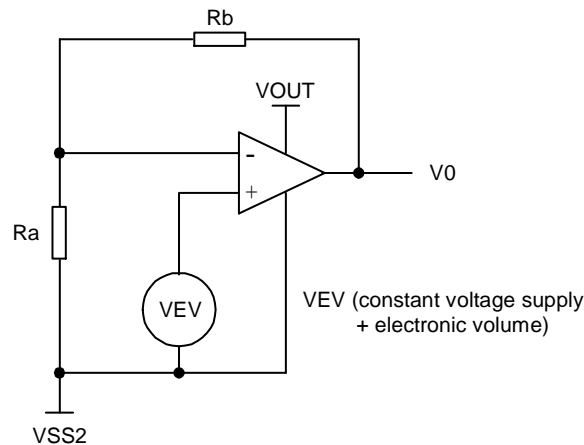 Rb
VOUT
-
V0
+
Ra
VEV
VEV (constant voltage supply
+ electronic volume)
VSS2